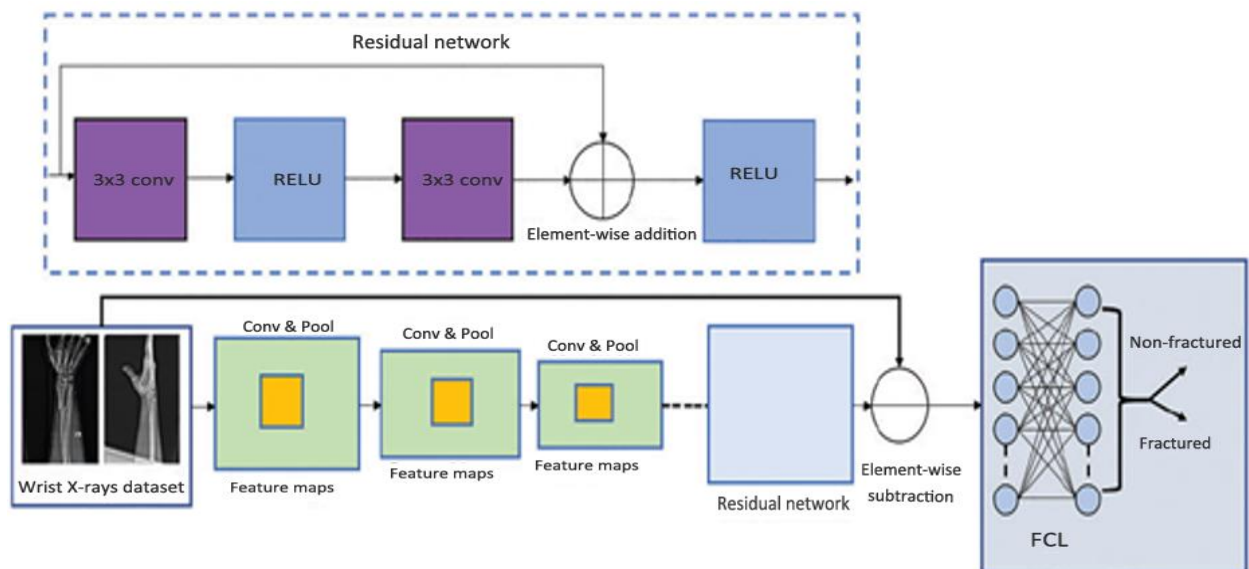 Residual network
3x3 conv
RELU
3x3 conv
Element-wise addition
RELU
Wrist X-rays dataset
Conv & Pool
Feature maps
Conv & Pool
Feature maps
Conv & Pool
Feature maps
Residual network
Element-wise
subtraction
Non-fractured
Fractured
FCL